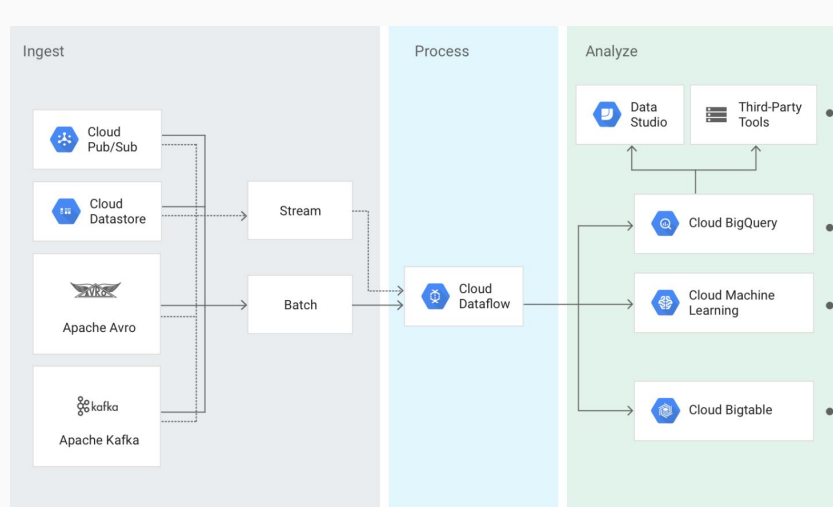 Ingest
Process
Analyze
Cloud
Pub/Sub
Cloud
Datastore
AVRO
Apache Avro
kafka
Apache Kafka
Stream
Batch
Cloud
Dataflow
Data
Studio
Third-Party
Tools
Cloud BigQuery
Cloud Machine
Learning
Cloud Bigtable